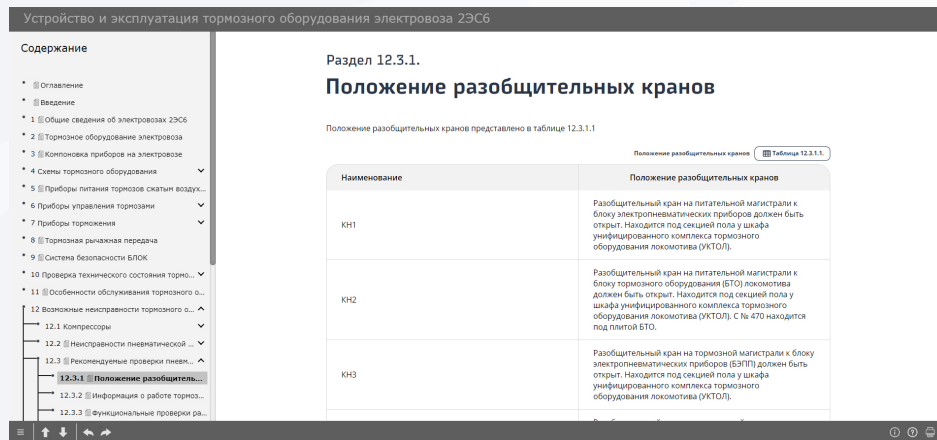 Устройство и эксплуатация тормозного оборудования электровоза 2ЭС6
Содержание
Оглавление
Введение
1 Общие сведения об электровозах 2ЭС6
2 Тормозное оборудование электровоза
3 Компоновка приборов на электровозе
4 Схемы тормозного оборудования
5 Приборы питания тормозов сжатым воздух...
6 Приборы управления тормозами
7 Приборы торможения
8 Тормозная рычажная передача
9 Система безопасности БЛОК
10 Проверка технического состояния тормо...
11 Особенности обслуживания тормозного о...
12 Возможные неисправности тормозного о...
12.1 Компрессоры
12.2 Неисправности пневматической ...
12.3 Рекомендуемые проверки пневм...
12.3.1 Положение разобщитель...
12.3.2 Информация о работе тормоз...
12.3.3 Функциональные проверки ра...
Раздел 12.3.1.
Положение разобщительных кранов
Положение разобщительных кранов представлено в таблице 12.3.1.1
Положение разобщительных кранов Таблица 12.3.1.1.
Наименование Положение разобщительных кранов
КН1
Разобщительный кран на питательной магистрали к
блоку электропневматических приборов должен быть
открыт. Находится под секцией пола у шкафа
унифицированного комплекса тормозного
оборудования локомотива (УКТОЛ).
КН2
Разобщительный кран на питательной магистрали к
блоку тормозного оборудования (БТО) локомотива
должен быть открыт. Находится под секцией пола у
шкафа унифицированного комплекса тормозного
оборудования локомотива (УКТОЛ). С № 470 находится
под плитой БТО.
КН3
Разобщительный кран на тормозной магистрали к блоку
электропневматических приборов (БЭПП) должен быть
открыт. Находится под секцией пола у шкафа
унифицированного комплекса тормозного
оборудования локомотива (УКТОЛ).